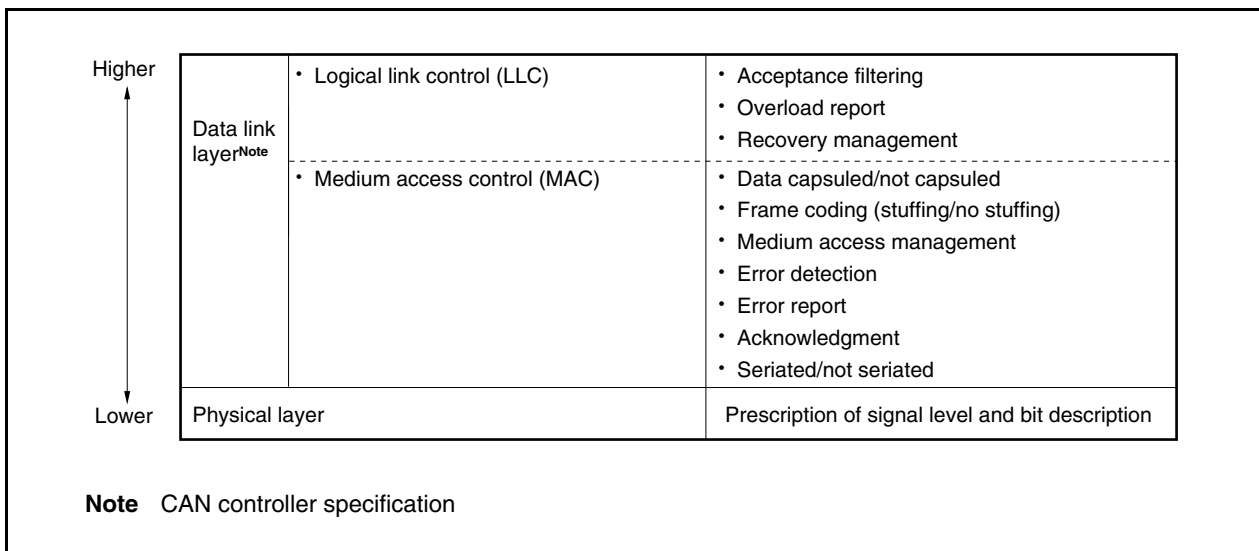 Higher
Data link
layerNote
• Logical link control (LLC)
• Acceptance filtering
• Overload report
• Recovery management
• Medium access control (MAC)
• Data capsuled/not capsuled
• Frame coding (stuffing/no stuffing)
• Medium access management
• Error detection
• Error report
• Acknowledgment
• Seriated/not seriated
Lower
Physical layer
Prescription of signal level and bit description
Note CAN controller specification